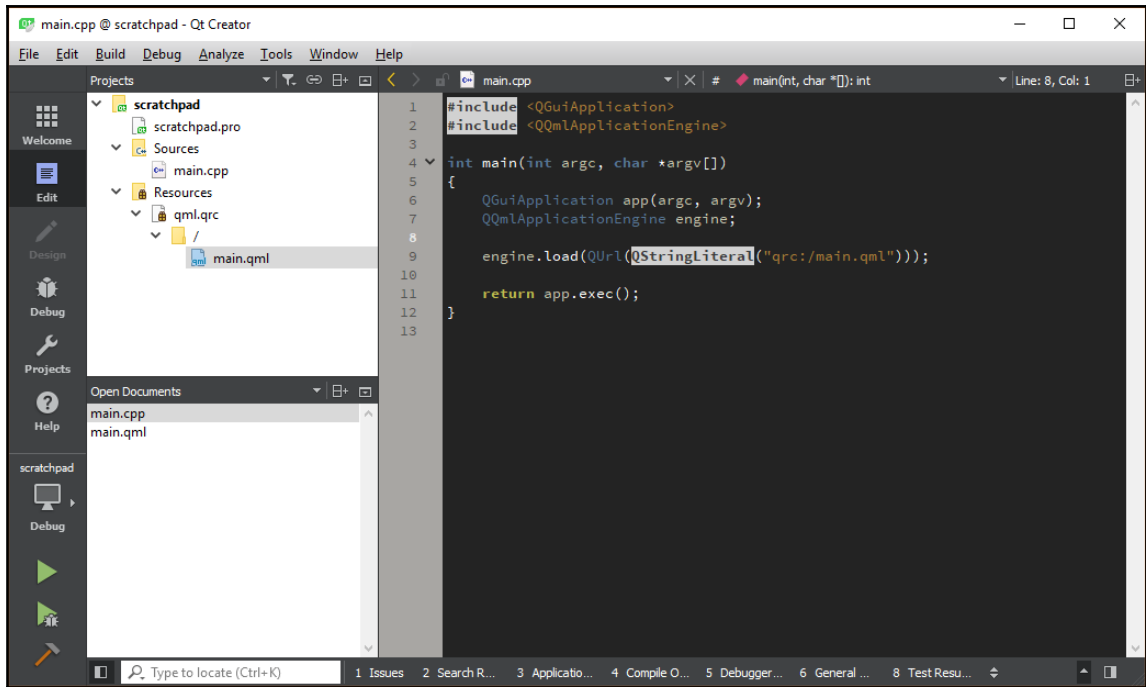 main.cpp @ scratchpad - Qt Creator
File Edit Build Debug Analyze Tools Window Help
Projects
main.cpp
# main(int, char *[]): int
Line: 8, Col: 1
Welcome
Edit
Design
Debug
Projects
Help
scratchpad
Debug
scratchpad
scratchpad.pro
Sources
main.cpp
Resources
qml.qrc
/
main.qml
Open Documents
main.cpp
main.qml
1 #include <QGuiApplication>
2 #include <QQmlApplicationEngine>
3
4 int main(int argc, char *argv[])
5 {
6 QGuiApplication app(argc, argv);
7 QQmlApplicationEngine engine;
8
9 engine.load(QUrl(QStringLiteral("qrc:/main.qml")));
10
11 return app.exec();
12 }
13
Type to locate (Ctrl+K)
1 Issues 2 Search R... 3 Applicatio... 4 Compile O... 5 Debugger... 6 General ... 8 Test Resu...